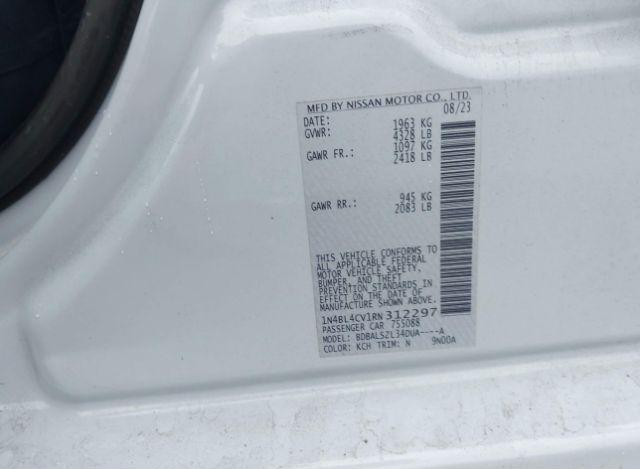 MFD BY NISSAN MOTOR CO., LTD.
DATE: 08/23
GVWR: 1963 KG
4328 LB
GAWR FR.: 1097 KG
2418 LB
GAWR RR.: 945 KG
2083 LB
THIS VEHICLE CONFORMS TO
ALL APPLICABLE FEDERAL
MOTOR VEHICLE SAFETY,
BUMPER, AND THEFT
PREVENTION STANDARDS IN
EFFECT ON THE DATE OF
MANUFACTURE SHOWN ABOVE.
1N4BL4CV1RN312297
PASSENGER CAR 755088
MODEL: BDBALSZL34DUA----A
COLOR: KCH TRIM: N 9N00A